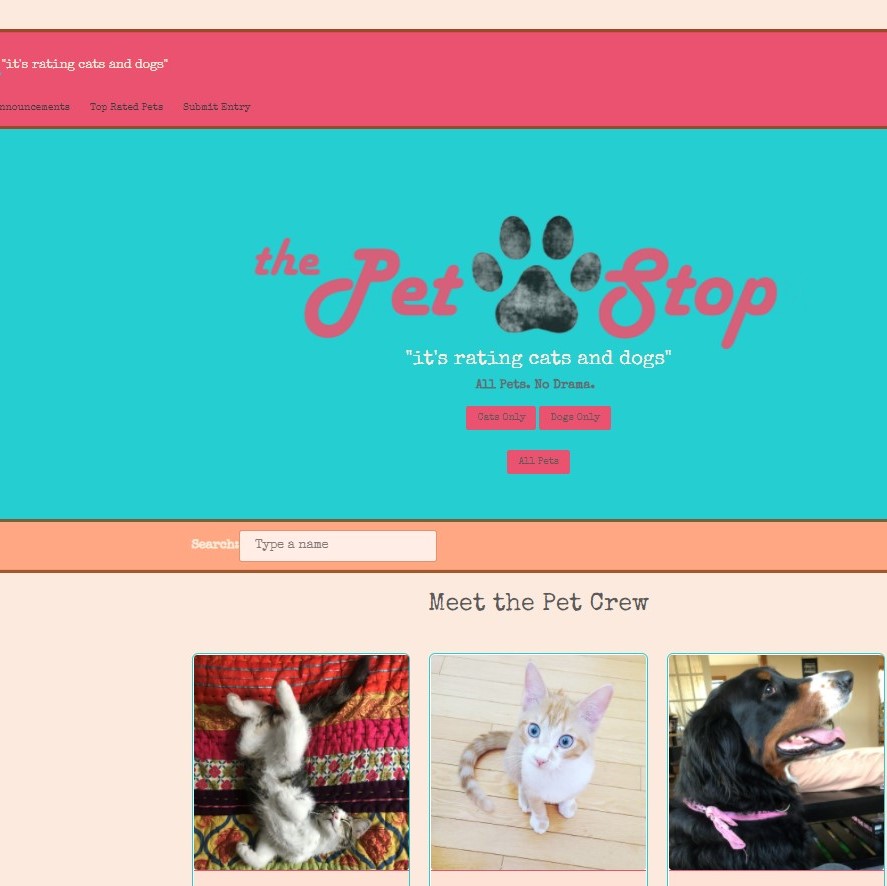 "it's rating cats and dogs"
nnouncements Top Rated Pets Submit Entry
the Pet Stop
"it's rating cats and dogs"
All Pets. No Drama.
Cats Only Dogs Only
All Pets
Search: Type a name
Meet the Pet Crew